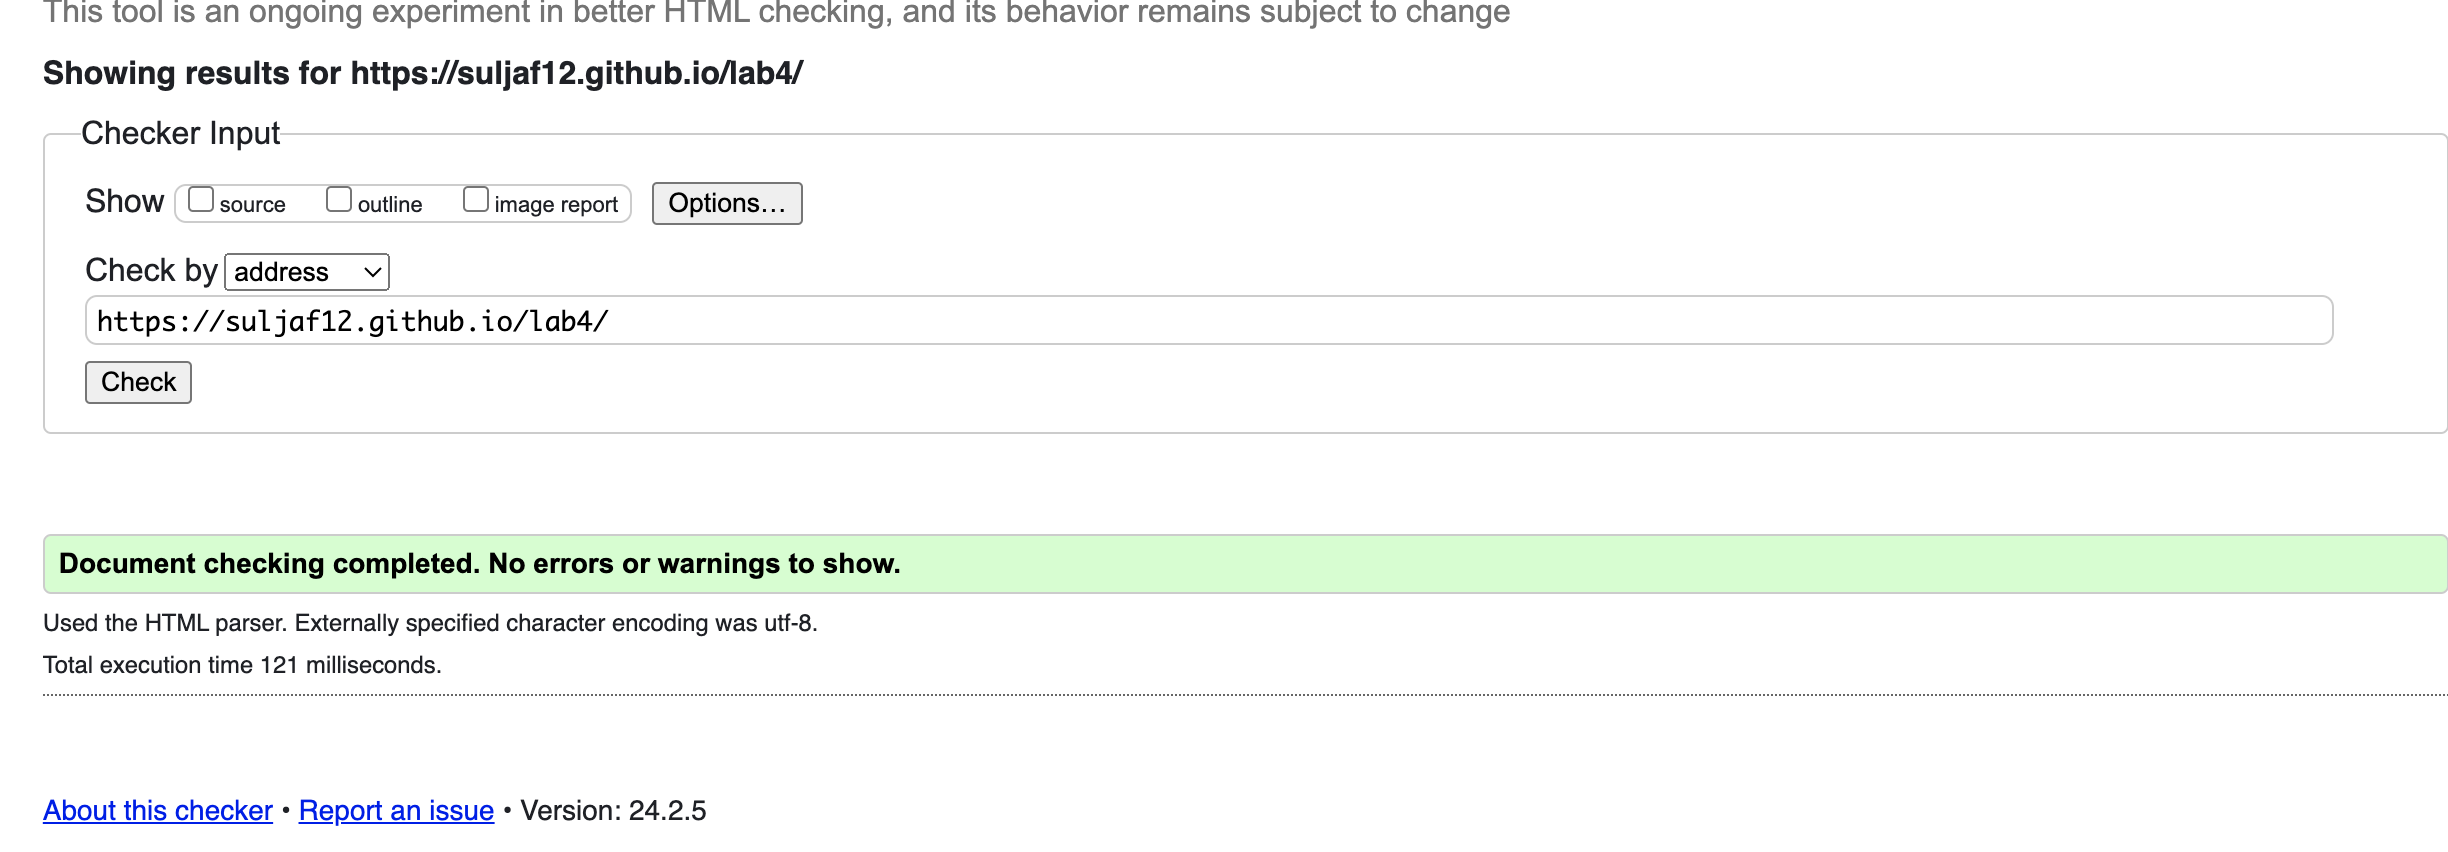 This tool is an ongoing experiment in better HTML checking, and its behavior remains subject to change
Showing results for https://suljaf12.github.io/lab4/
Checker Input
Show source outline image report Options...
Check by address
https://suljaf12.github.io/lab4/
Check
Document checking completed. No errors or warnings to show.
Used the HTML parser. Externally specified character encoding was utf-8.
Total execution time 121 milliseconds.
About this checker • Report an issue • Version: 24.2.5